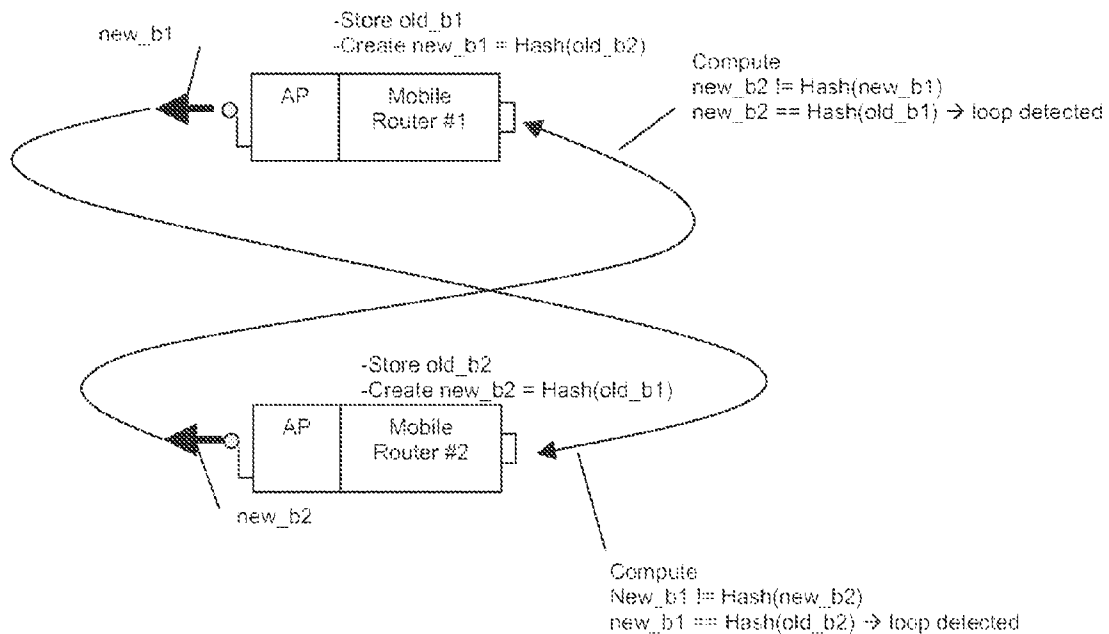 new_b1
-Store old_b1
-Create new_b1 = Hash(old_b2)
Compute
new_b2 != Hash(new_b1)
new_b2 == Hash(old_b1) → loop detected
AP
Mobile
Router #1
-Store old_b2
-Create new_b2 = Hash(old_b1)
AP
Mobile
Router #2
new_b2
Compute
New_b1 != Hash(new_b2)
new_b1 == Hash(old_b2) → loop detected